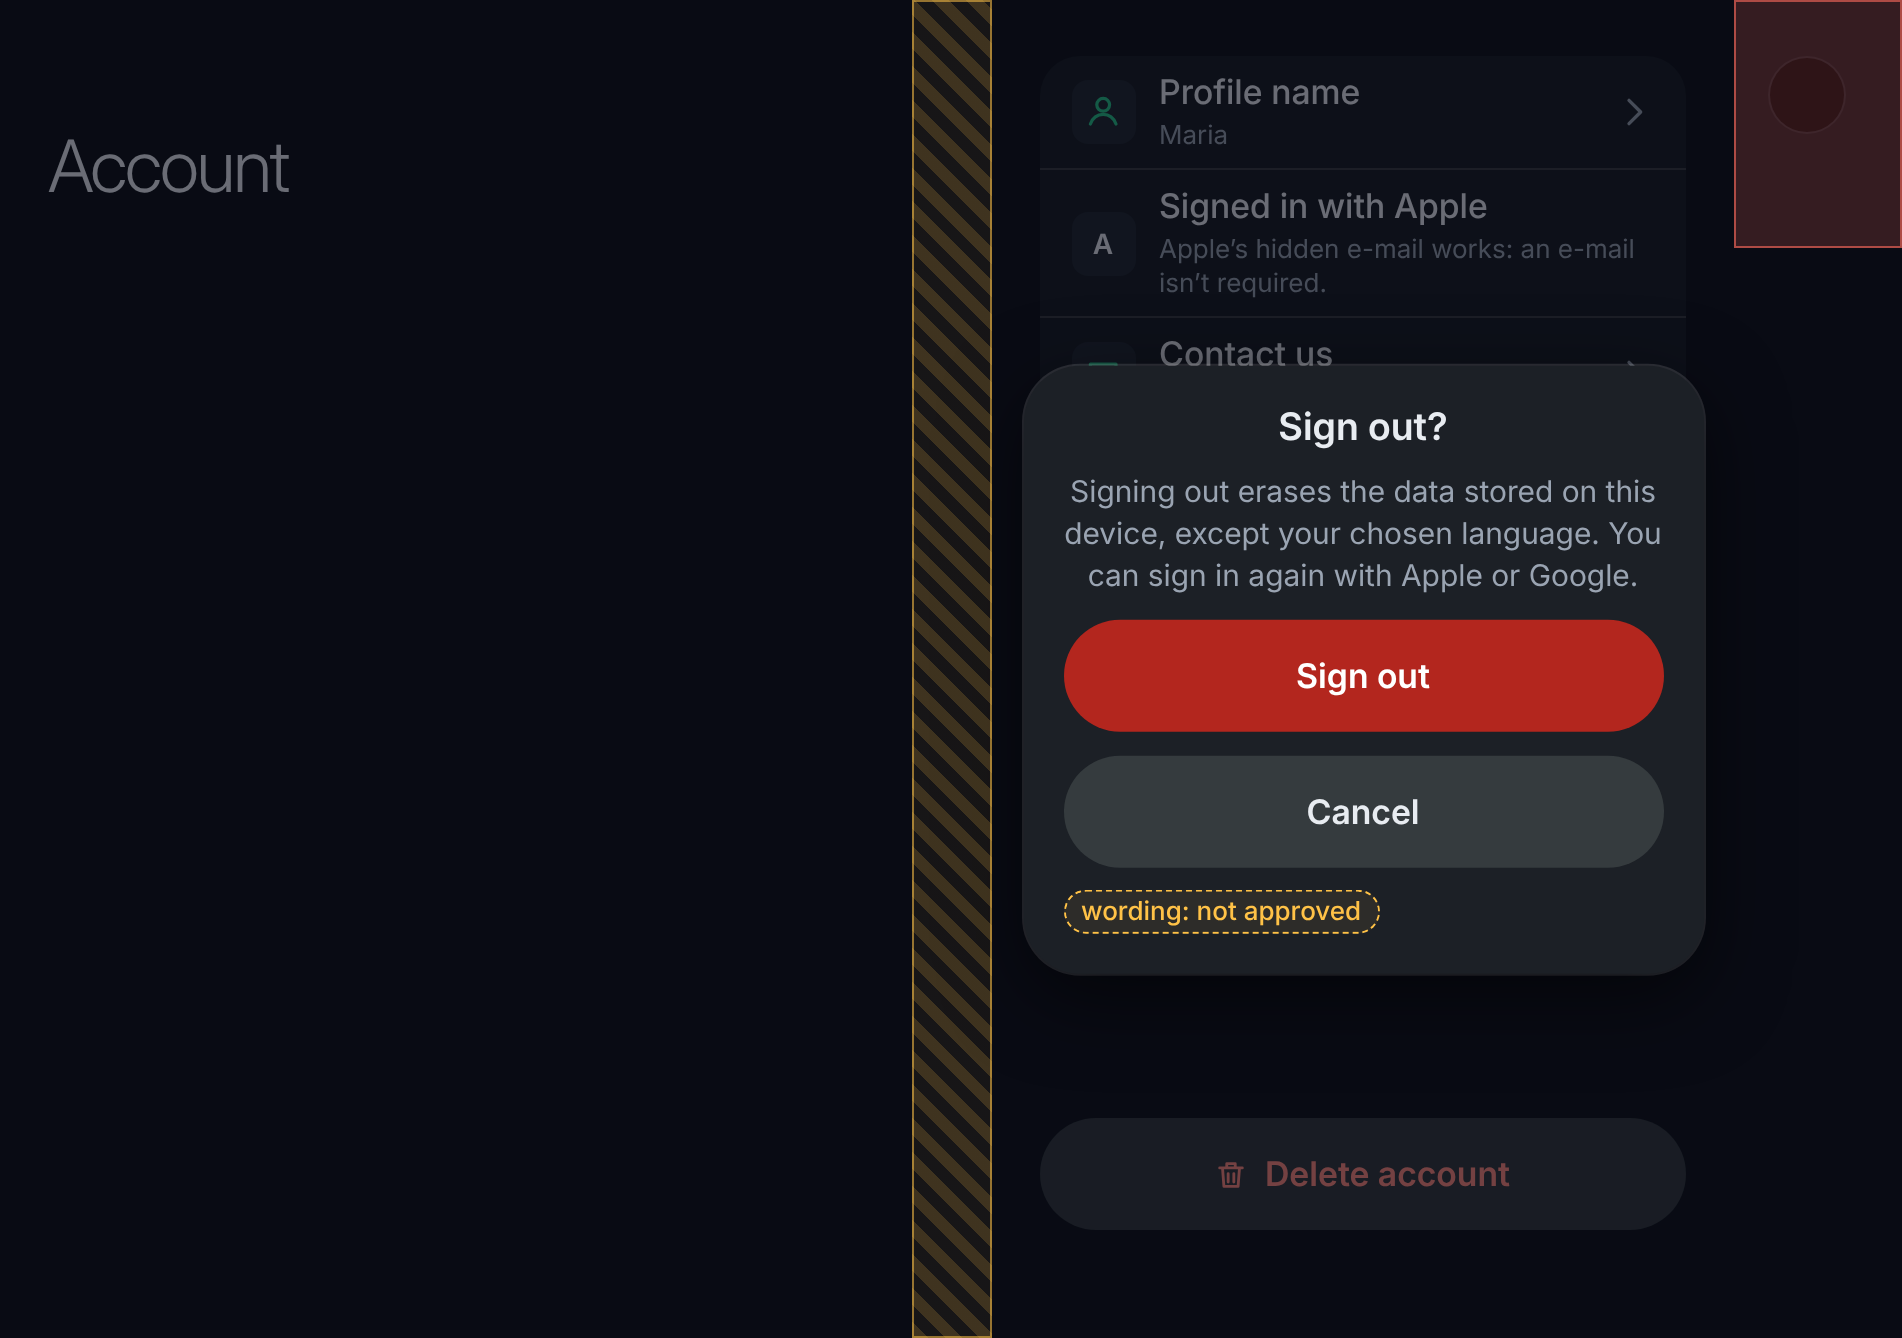 Account
Profile name
Maria
A
Signed in with Apple
Apple’s hidden e-mail works: an e-mail
isn’t required.
Contact us
Sign out?
Signing out erases the data stored on this
device, except your chosen language. You
can sign in again with Apple or Google.
Sign out
Cancel
wording: not approved
Delete account